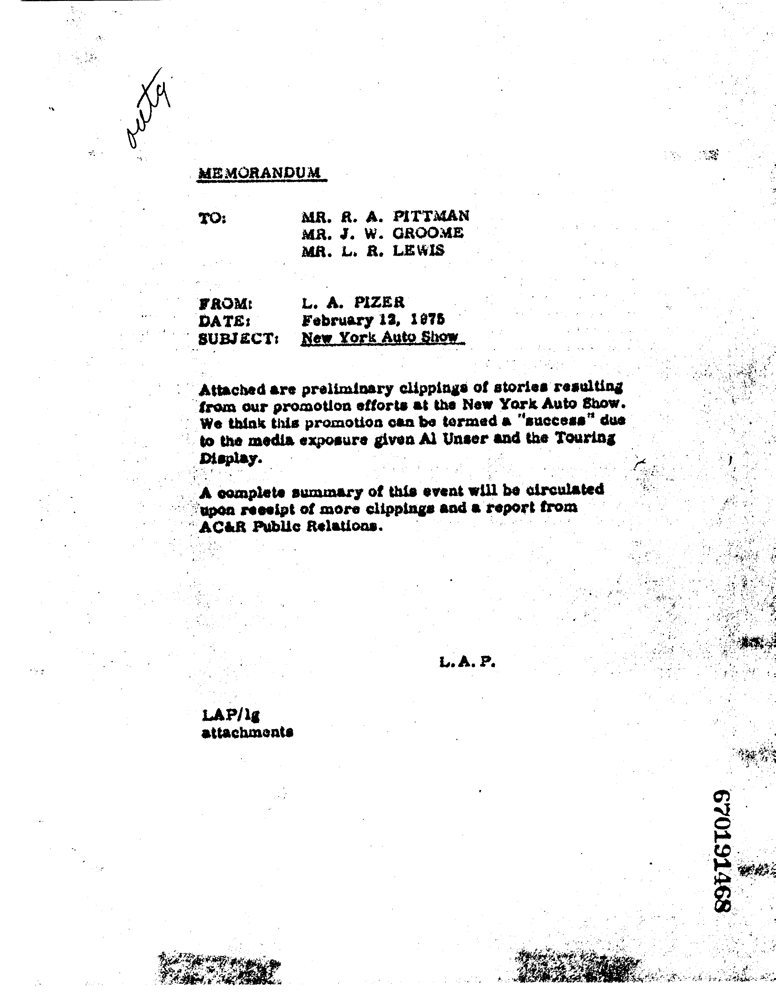 MEMORANDUM
TO: MR. R. A. PITTMAN
MR. J. W. GROOME
MR. L. R. LEWIS
FROM: L. A. PIZER
DATE: February 12, 1975
SUBJECT: New York Auto Show
Attached are preliminary clippings of stories resulting
from our promotion efforts at the New York Auto Show.
We think this promotion can be termed a "success" due
to the media exposure given Al Unser and the Touring
Display.
A complete summary of this event will be circulated
upon receipt of more clippings and a report from
AC&R Public Relations.
L. A. P.
LAP/lg
attachments
670191468